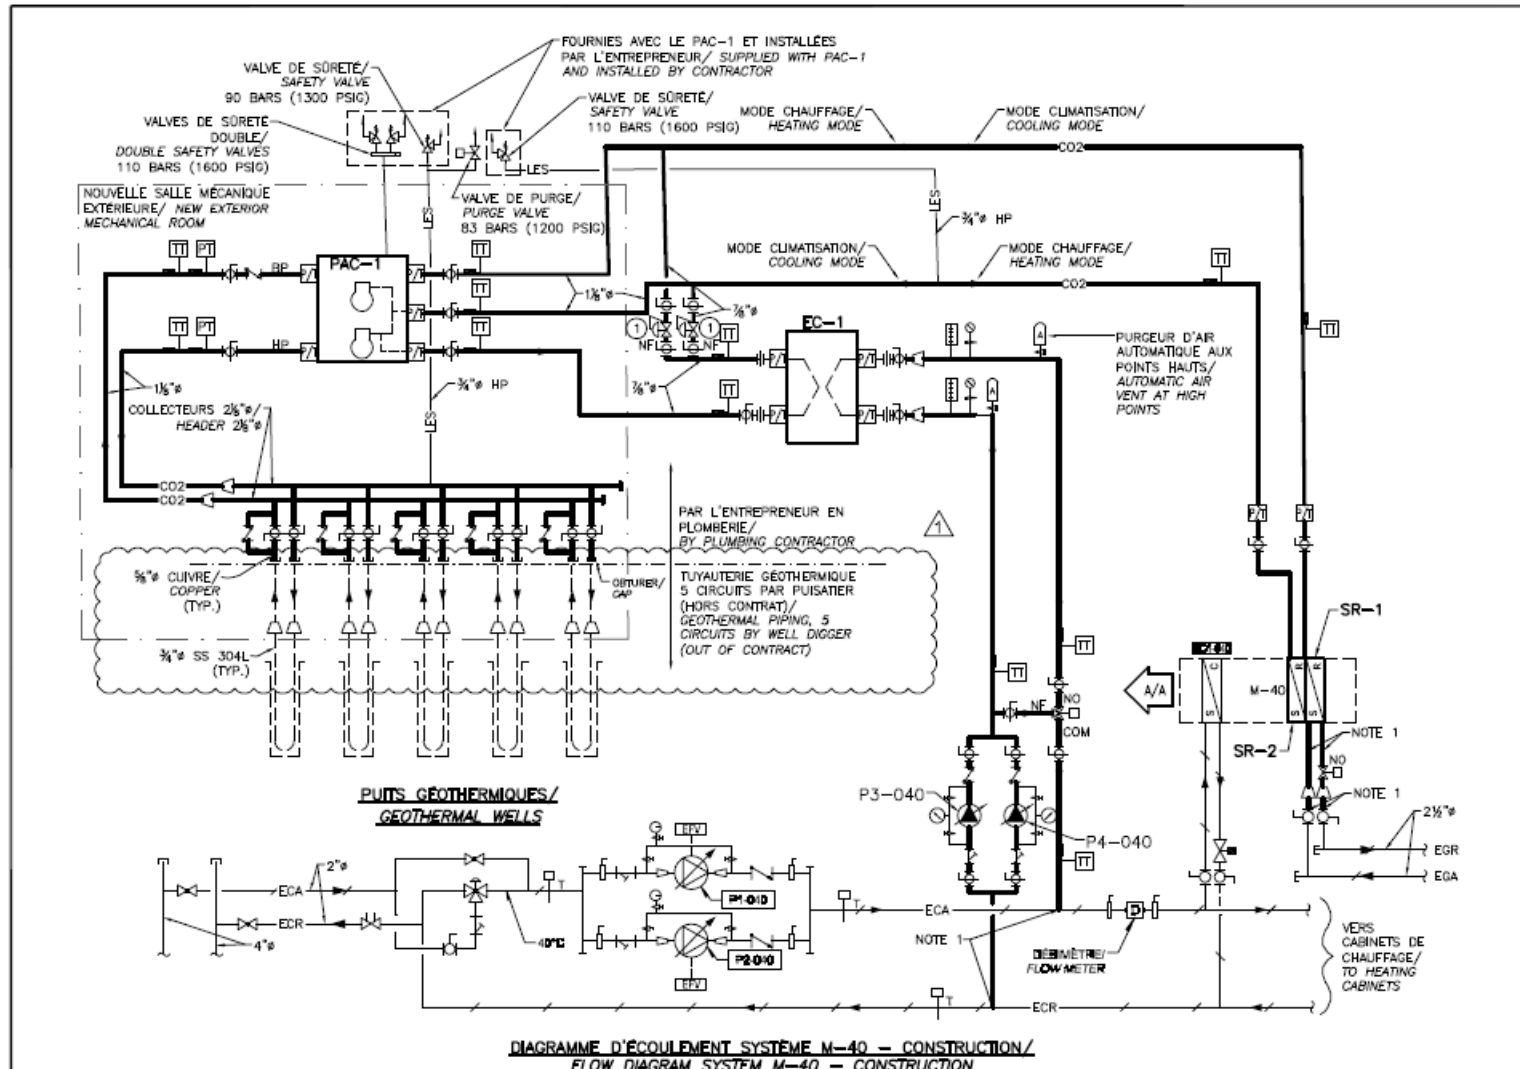 FOURNIES AVEC LE PAC-1 ET INSTALLÉES
PAR L'ENTREPRENEUR/ SUPPLIED WITH PAC-1
AND INSTALLED BY CONTRACTOR
VALVE DE SÛRETÉ/
SAFETY VALVE
90 BARS (1300 PSIG)
VALVE DE SÛRETÉ/
SAFETY VALVE
110 BARS (1600 PSIG)
VALVES DE SÛRETÉ
DOUBLE/
DOUBLE SAFETY VALVES
110 BARS (1600 PSIG)
MODE CHAUFFAGE/
HEATING MODE
MODE CLIMATISATION/
COOLING MODE
CO2
LES
LES
LES
NOUVELLE SALLE MÉCANIQUE
EXTÉRIEURE/ NEW EXTERIOR
MECHANICAL ROOM
VALVE DE PURGE/
PURGE VALVE
83 BARS (1200 PSIG)
¾"ø HP
MODE CLIMATISATION/
COOLING MODE
MODE CHAUFFAGE/
HEATING MODE
TT
PT
TT
TT
BP
P/T
PAC-1
P/T
1⅛"ø
CO2
TT
P/T
⅞"ø
TT
PT
TT
HP
P/T
P/T
1
1
NF
NF
TT
EC-1
A
TT
PURGEUR D'AIR
AUTOMATIQUE AUX
POINTS HAUTS/
AUTOMATIC AIR
VENT AT HIGH
POINTS
P/T
P/T
1⅛"ø
¾"ø HP
⅞"ø
TT
A
P/T
P/T
COLLECTEURS 2⅛"ø/
HEADER 2⅛"ø
LES
CO2
CO2
PAR L'ENTREPRENEUR EN
PLOMBERIE/
BY PLUMBING CONTRACTOR
1
P/T
P/T
⅝"ø CUIVRE/
COPPER
(TYP.)
OBTURER/
CAP
TUYAUTERIE GÉOTHERMIQUE
5 CIRCUITS PAR PUISATIER
(HORS CONTRAT)/
GEOTHERMAL PIPING, 5
CIRCUITS BY WELL DIGGER
(OUT OF CONTRACT)
¾"ø SS 304L
(TYP.)
TT
TT
SR-1
A/A
C
S
M-40
R
R
S
S
NF
NO
COM
SR-2
NOTE 1
NO
NOTE 1
2½"ø
EGR
EGA
PUITS GÉOTHERMIQUES/
GEOTHERMAL WELLS
P3-040
P4-040
TT
EFV
2"ø
ECA
T
P1-040
ECR
4"ø
40°C
P2-040
EFV
T
ECA
NOTE 1
DÉBIMÈTRE/
FLOW METER
VERS
CABINETS DE
CHAUFFAGE/
TO HEATING
CABINETS
T
ECR
DIAGRAMME D'ÉCOULEMENT SYSTÈME M-40 - CONSTRUCTION/
FLOW DIAGRAM SYSTEM M-40 - CONSTRUCTION